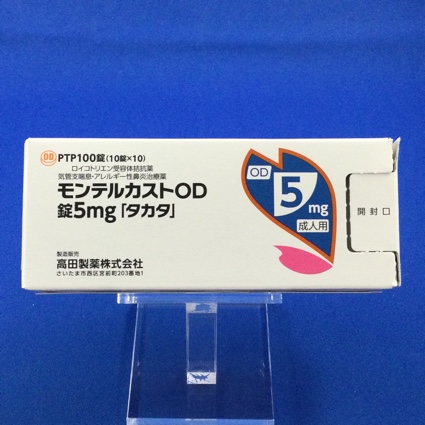 OD PTP100錠(10錠×10)
ロイコトリエン受容体拮抗薬
気管支喘息・アレルギー性鼻炎治療薬
モンテルカストOD
錠5mg「タカタ」
製造販売
高田製薬株式会社
さいたま市西区宮前町203番地1
OD
5
mg
成人用
開封口